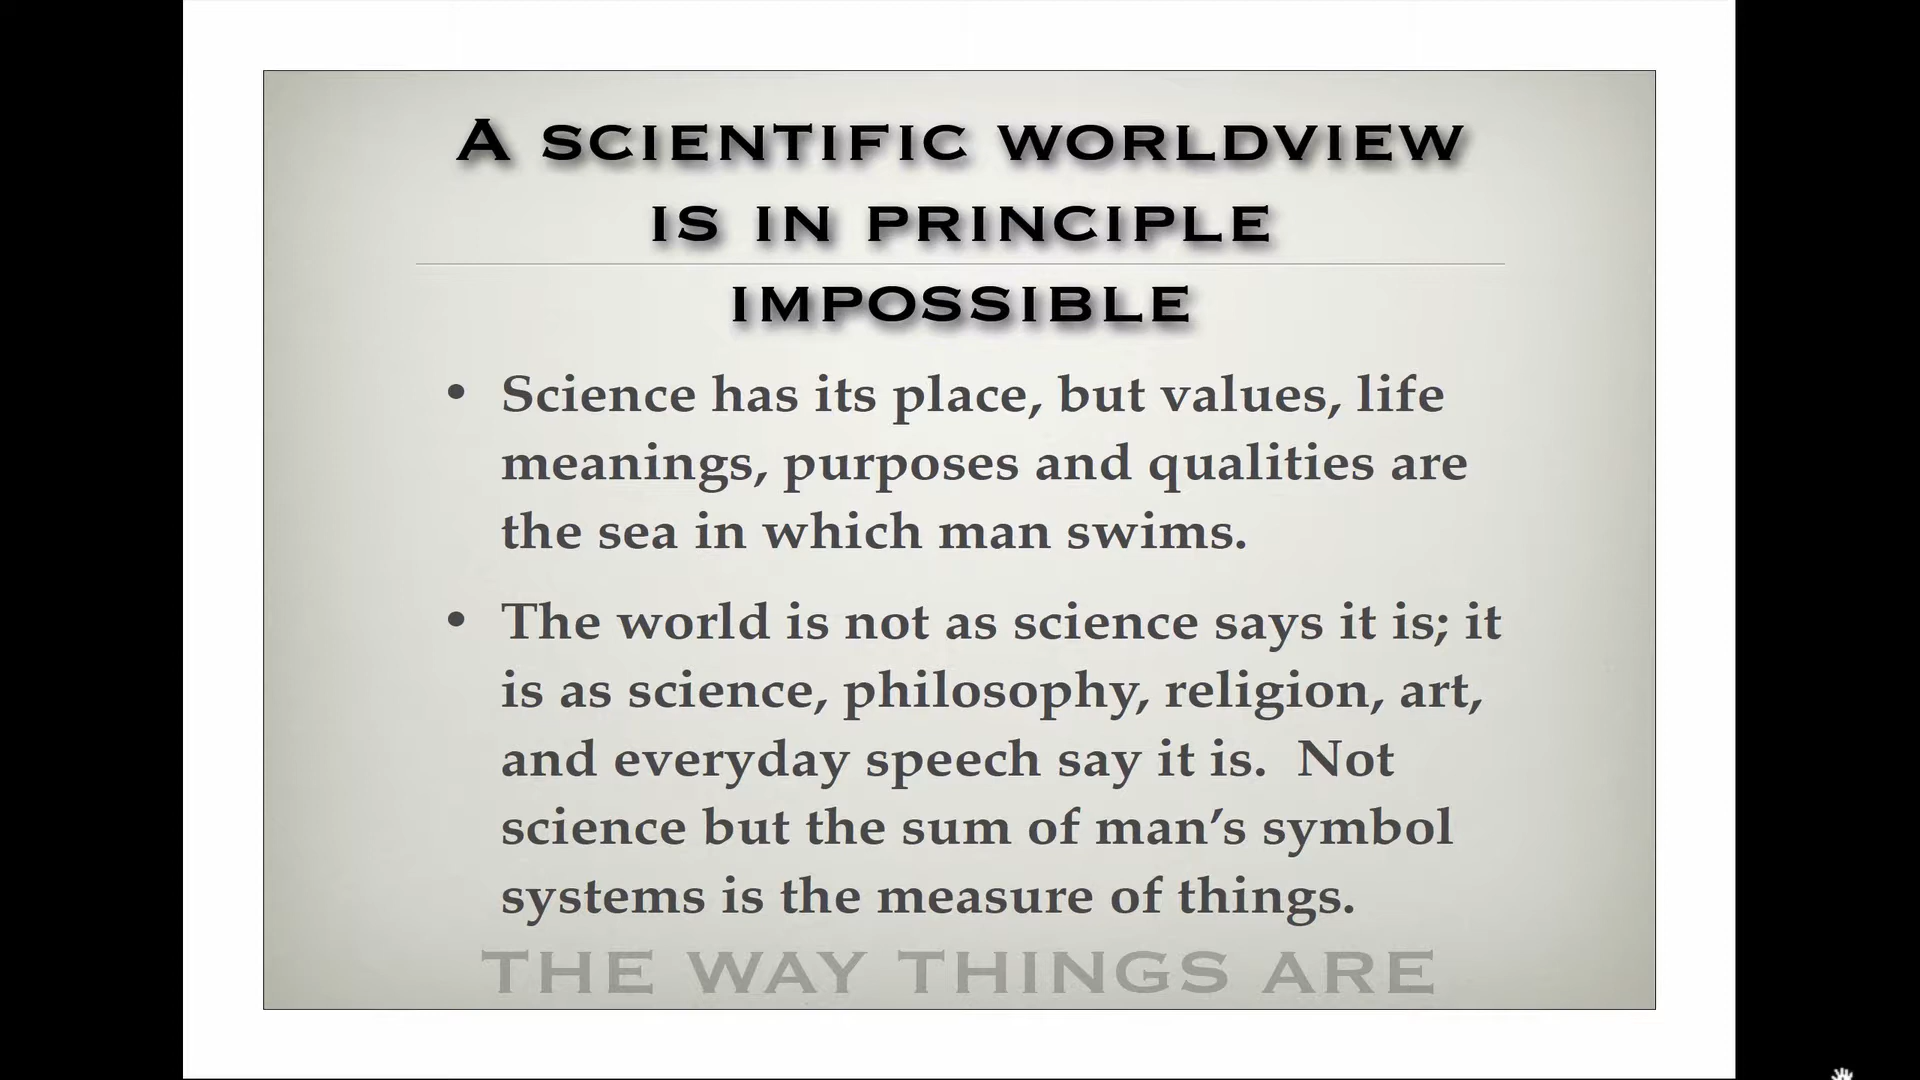 A SCIENTIFIC WORLDVIEW
IS IN PRINCIPLE
IMPOSSIBLE
• Science has its place, but values, life
meanings, purposes and qualities are
the sea in which man swims.
• The world is not as science says it is; it
is as science, philosophy, religion, art,
and everyday speech say it is.  Not
science but the sum of man’s symbol
systems is the measure of things.
THE WAY THINGS ARE